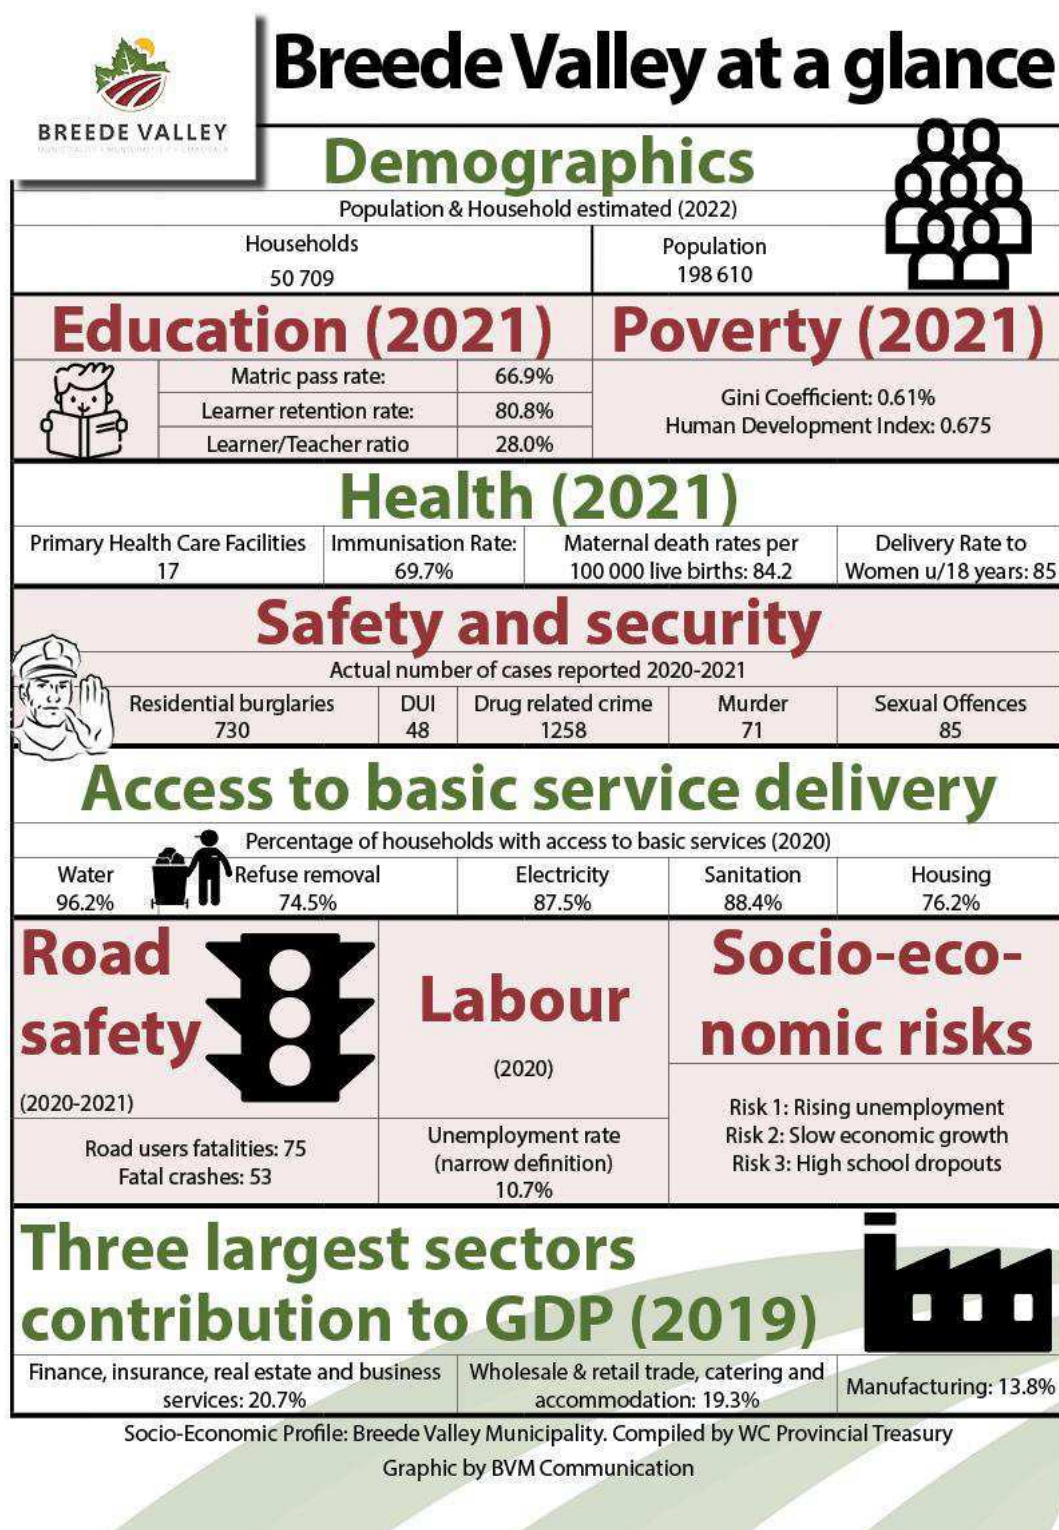 Breede Valley at a glance
BREEDE VALLEY
Demographics
Population & Household estimated (2022)
Households
50 709
Population
198 610
Education (2021)
Matric pass rate: 66.9%
Learner retention rate: 80.8%
Learner/Teacher ratio 28.0%
Poverty (2021)
Gini Coefficient: 0.61%
Human Development Index: 0.675
Health (2021)
Primary Health Care Facilities
17
Immunisation Rate:
69.7%
Maternal death rates per
100 000 live births: 84.2
Delivery Rate to
Women u/18 years: 85
Safety and security
Actual number of cases reported 2020-2021
Residential burglaries
730
DUI
48
Drug related crime
1258
Murder
71
Sexual Offences
85
Access to basic service delivery
Percentage of households with access to basic services (2020)
Water
96.2%
Refuse removal
74.5%
Electricity
87.5%
Sanitation
88.4%
Housing
76.2%
Road
safety
(2020-2021)
Road users fatalities: 75
Fatal crashes: 53
Labour
(2020)
Unemployment rate
(narrow definition)
10.7%
Socio-eco-
nomic risks
Risk 1: Rising unemployment
Risk 2: Slow economic growth
Risk 3: High school dropouts
Three largest sectors
contribution to GDP (2019)
Finance, insurance, real estate and business
services: 20.7%
Wholesale & retail trade, catering and
accommodation: 19.3%
Manufacturing: 13.8%
Socio-Economic Profile: Breede Valley Municipality. Compiled by WC Provincial Treasury
Graphic by BVM Communication